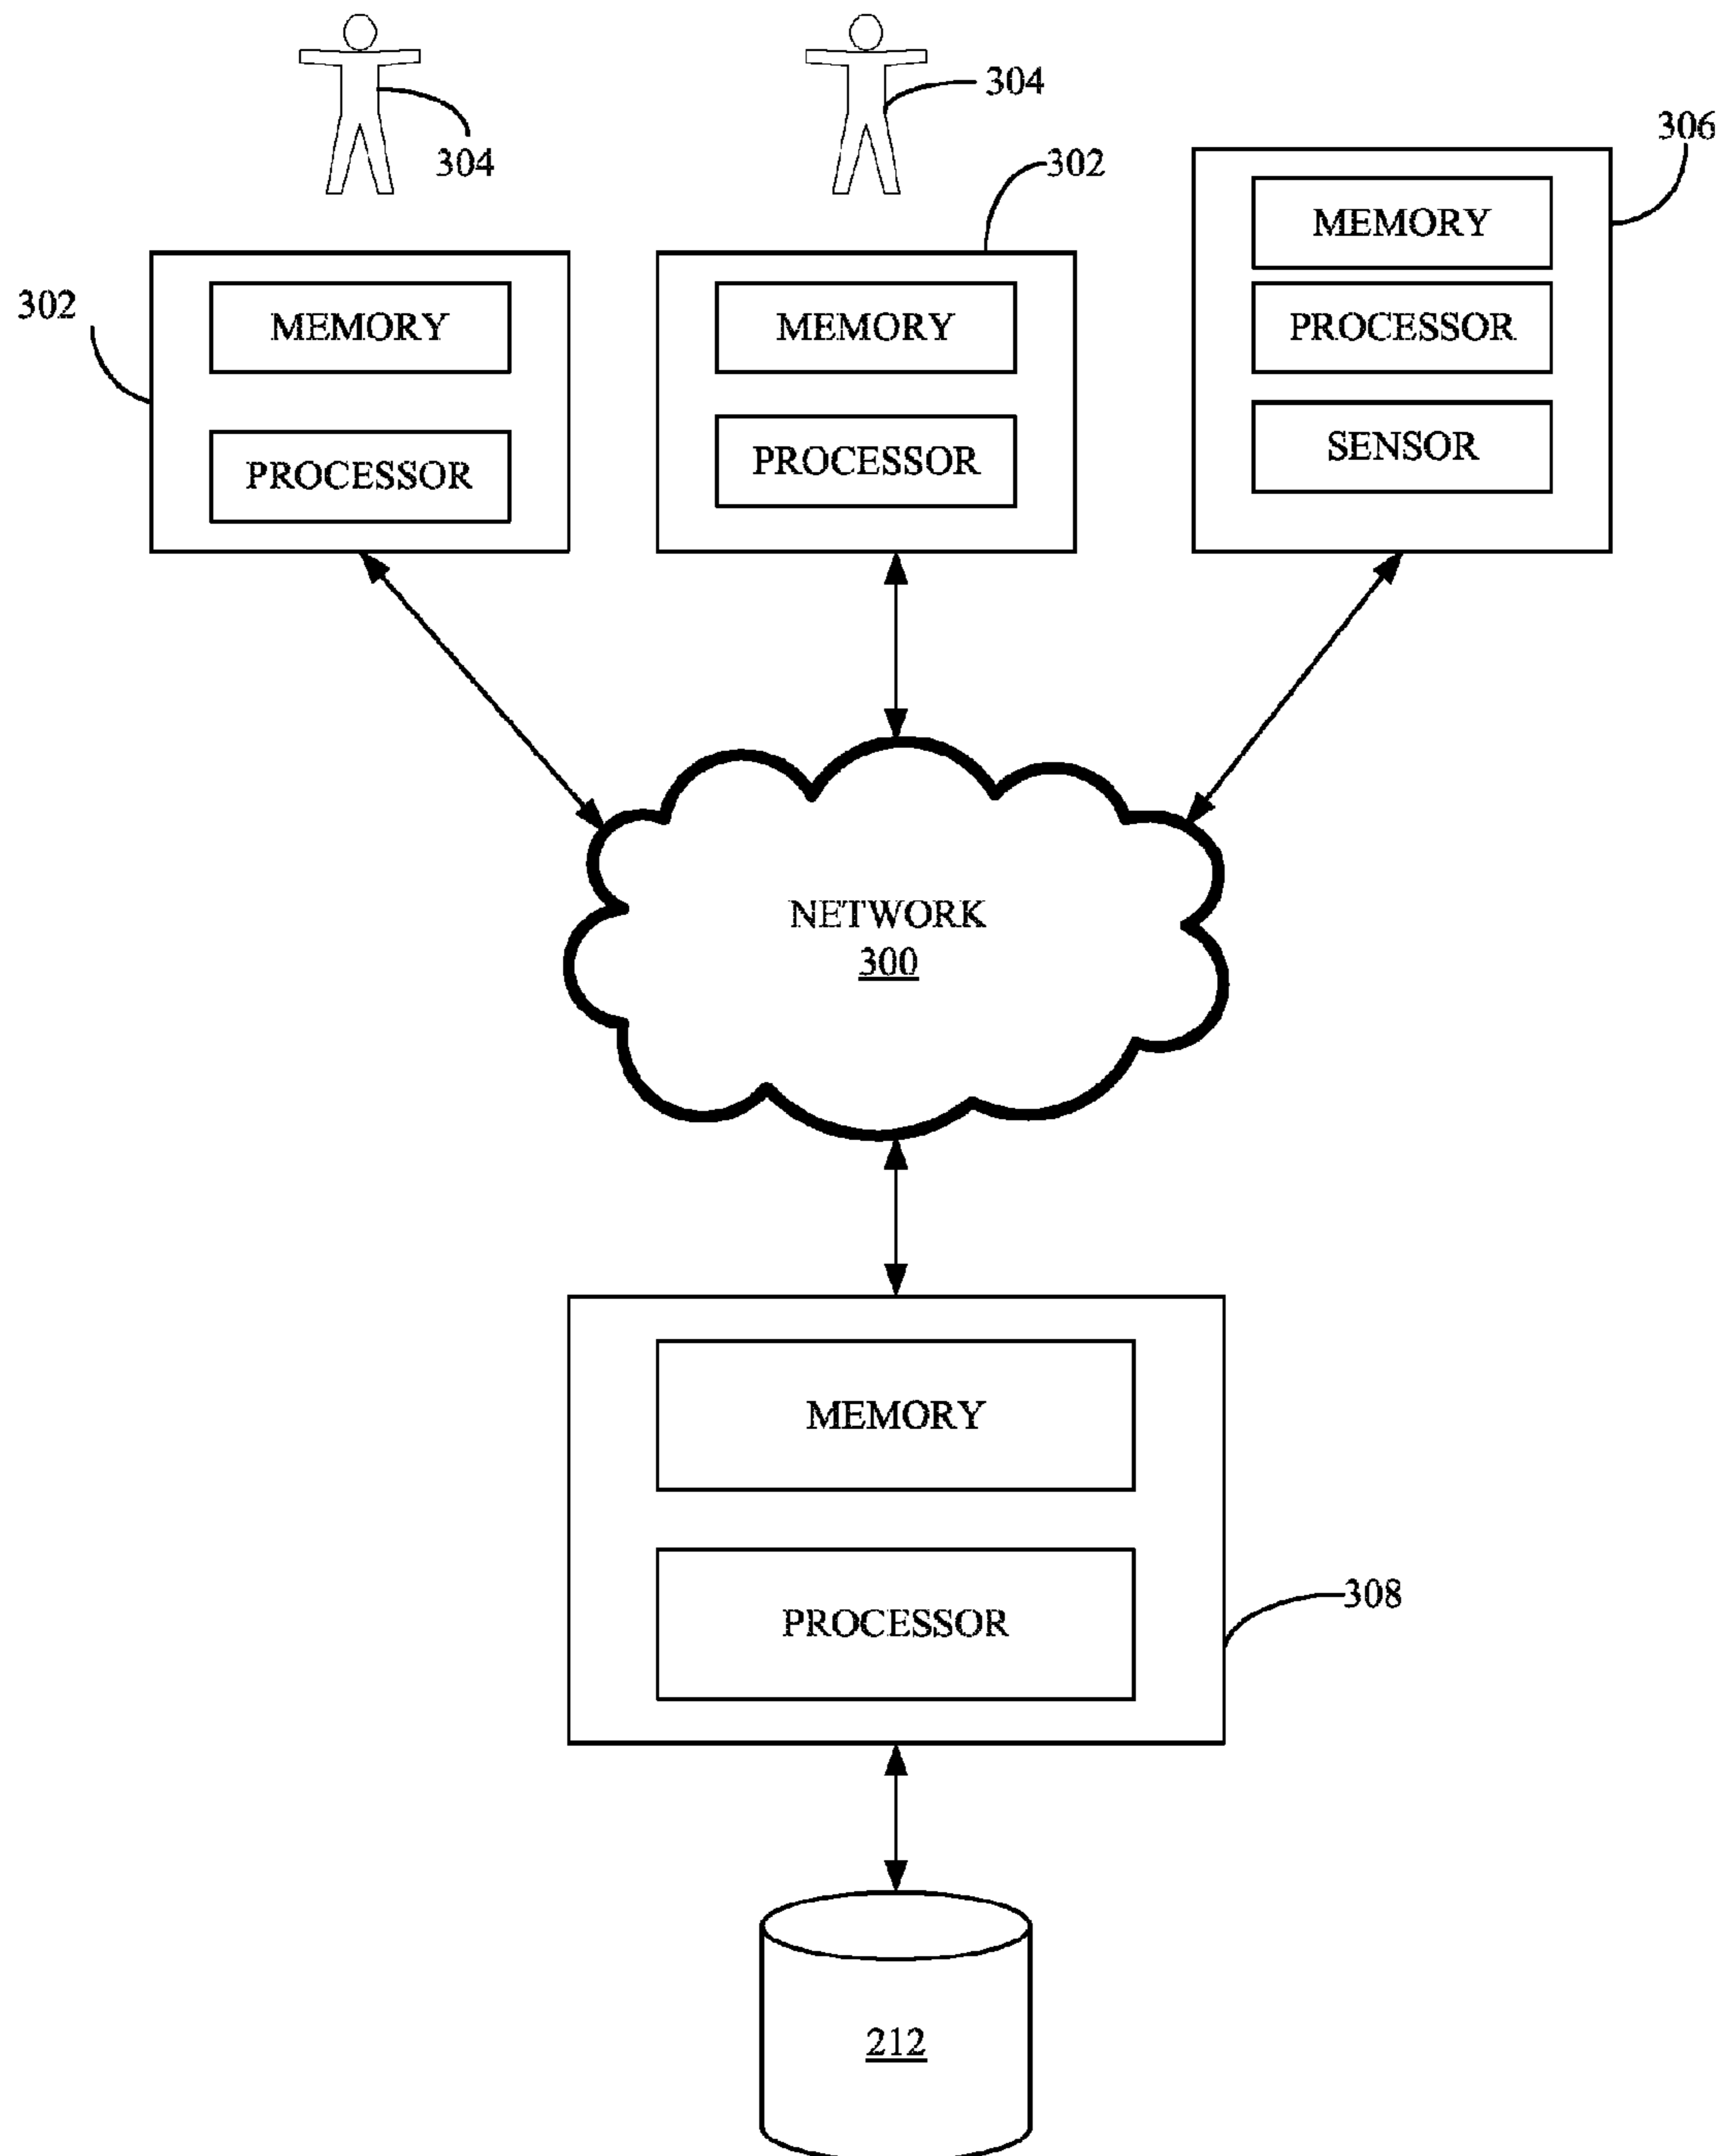 304
304
306
302
302
MEMORY
PROCESSOR
MEMORY
PROCESSOR
MEMORY
PROCESSOR
SENSOR
NETWORK
300
MEMORY
PROCESSOR
308
212